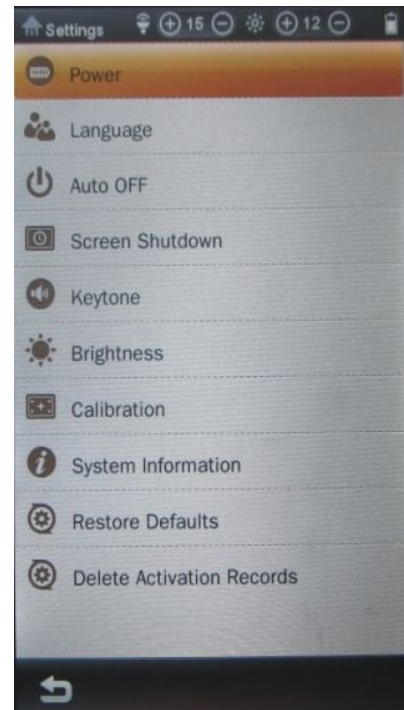 Settings 15 12
Power
Language
Auto OFF
Screen Shutdown
Keytone
Brightness
Calibration
System Information
Restore Defaults
Delete Activation Records